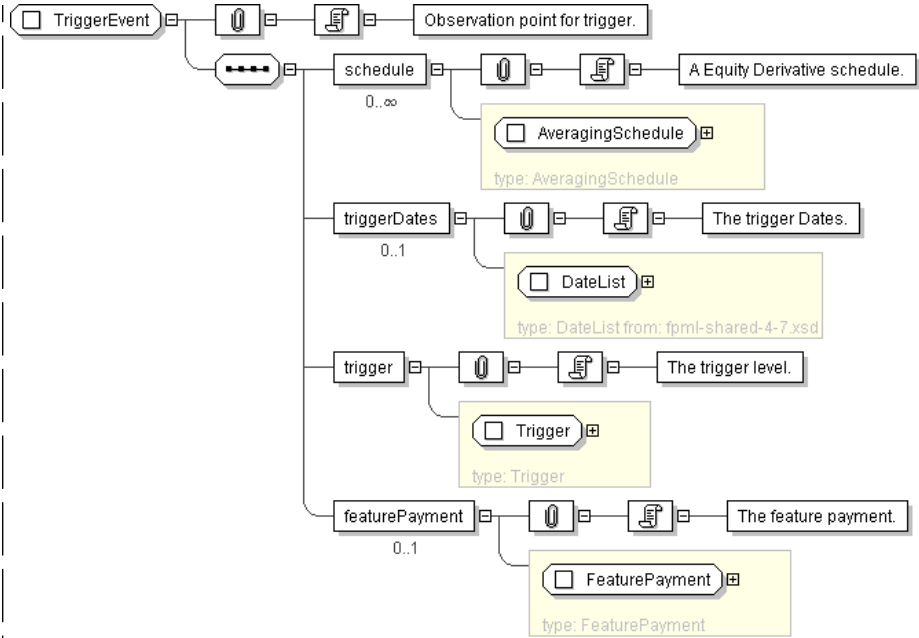 TriggerEvent
Observation point for trigger.
schedule
A Equity Derivative schedule.
0..∞
AveragingSchedule
type: AveragingSchedule
triggerDates
The trigger Dates.
0..1
DateList
type: DateList from: fpml-shared-4-7.xsd
trigger
The trigger level.
Trigger
type: Trigger
featurePayment
The feature payment.
0..1
FeaturePayment
type: FeaturePayment